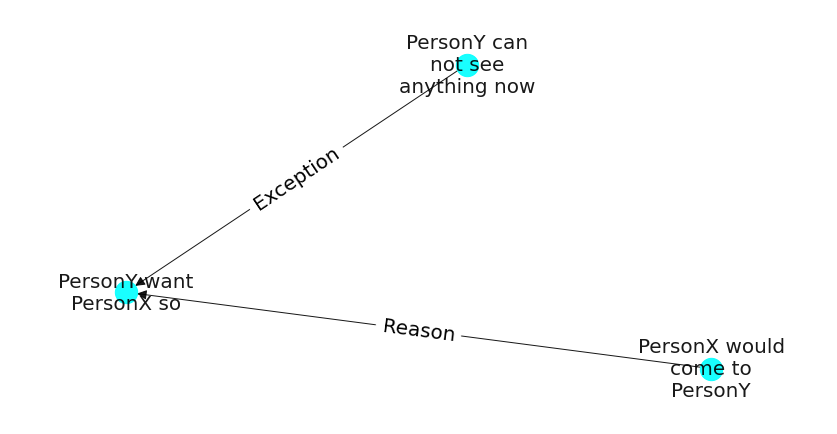 PersonY can
not see
anything now
Exception
PersonY want
PersonX so
Reason
PersonX would
come to
PersonY